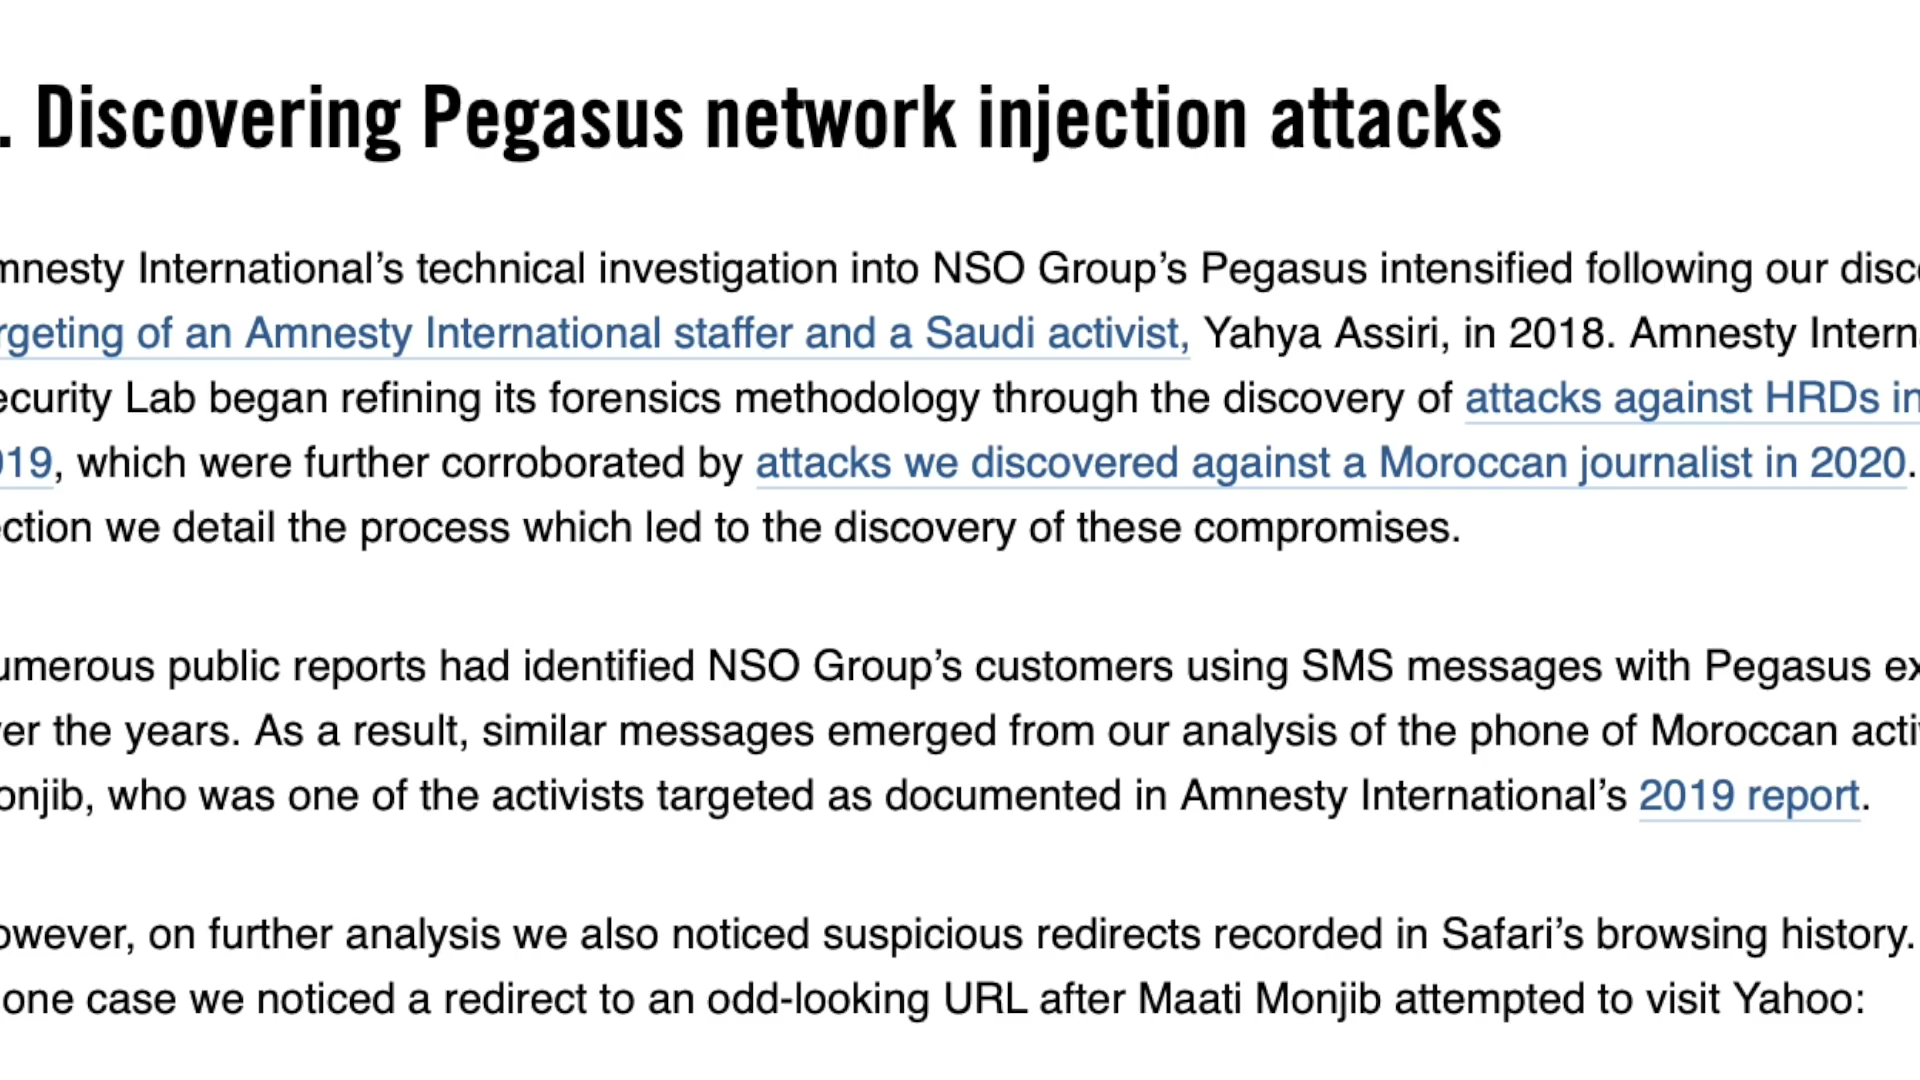 . Discovering Pegasus network injection attacks
mnesty International’s technical investigation into NSO Group’s Pegasus intensified following our disc
rgeting of an Amnesty International staffer and a Saudi activist, Yahya Assiri, in 2018. Amnesty Intern
ecurity Lab began refining its forensics methodology through the discovery of attacks against HRDs in
019, which were further corroborated by attacks we discovered against a Moroccan journalist in 2020.
ction we detail the process which led to the discovery of these compromises.
umerous public reports had identified NSO Group’s customers using SMS messages with Pegasus ex
er the years. As a result, similar messages emerged from our analysis of the phone of Moroccan acti
onjib, who was one of the activists targeted as documented in Amnesty International’s 2019 report.
owever, on further analysis we also noticed suspicious redirects recorded in Safari’s browsing history.
one case we noticed a redirect to an odd-looking URL after Maati Monjib attempted to visit Yahoo: